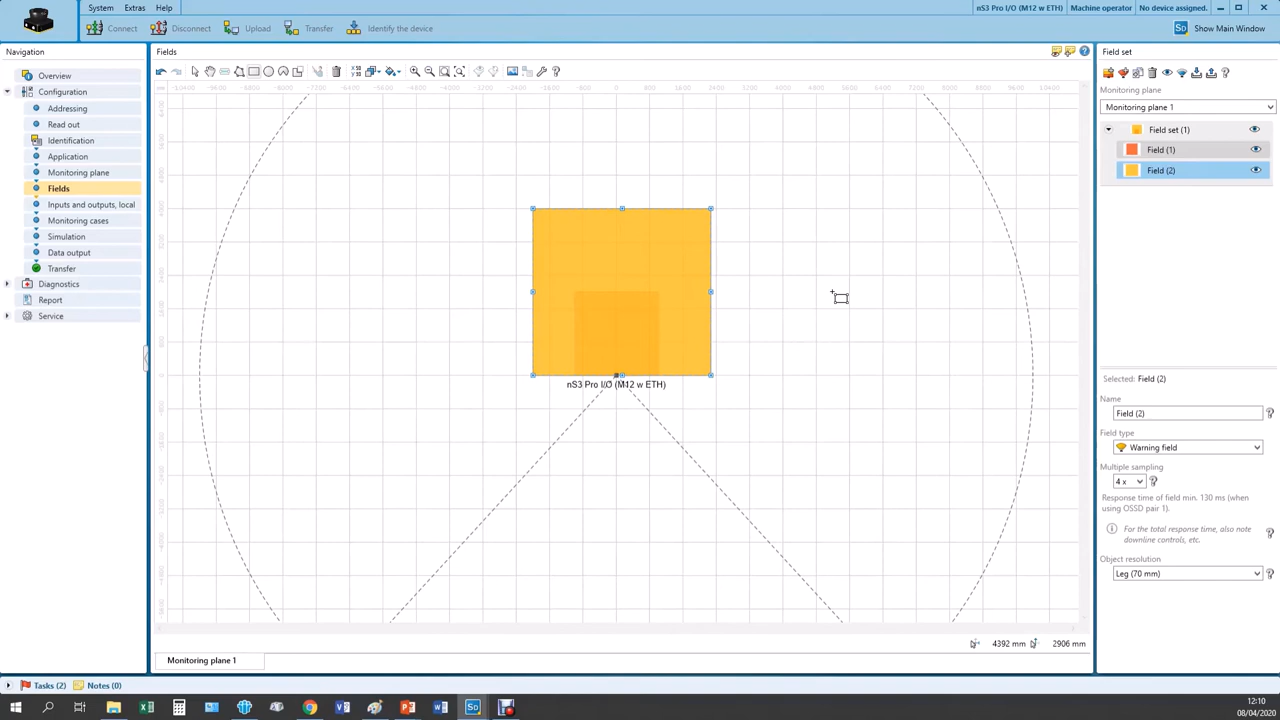 System Extras Help
nS3 Pro I/O (M12 w ETH) Machine operator No device assigned.
Connect Disconnect Upload Transfer Identify the device
So Show Main Window
Navigation
Overview
Configuration
Addressing
Read out
Identification
Application
Monitoring plane
Fields
Inputs and outputs, local
Monitoring cases
Simulation
Data output
Transfer
Diagnostics
Report
Service
Fields
nS3 Pro I/O (M12 w ETH)
4392 mm 2906 mm
Monitoring plane 1
Field set
Monitoring plane
Monitoring plane 1
Field set (1)
Field (1)
Field (2)
Selected: Field (2)
Name
Field (2)
Field type
Warning field
Multiple sampling
4 x
Response time of field min. 130 ms (when
using OSSD pair 1).
For the total response time, also note
downline controls, etc.
Object resolution
Leg (70 mm)
Tasks (2) Notes (0)
So
12:10
08/04/2020